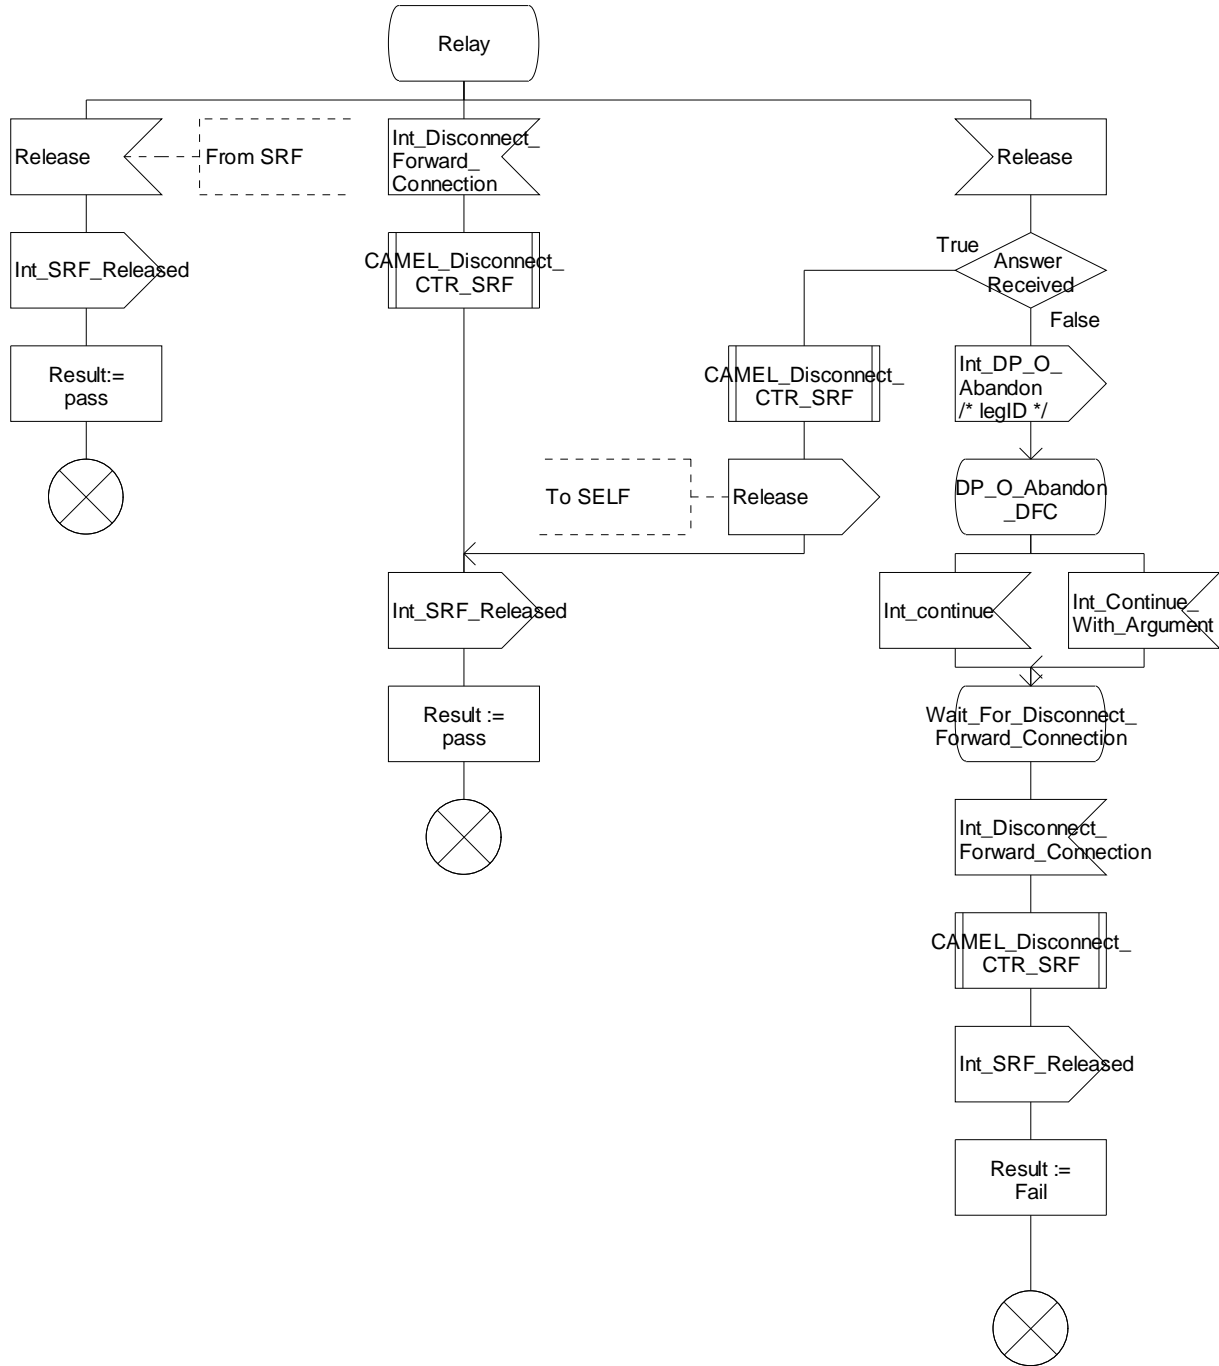 Relay
Release
From SRF
Int_Disconnect_
Forward_
Connection
Release
Int_SRF_Released
CAMEL_Disconnect_
CTR_SRF
True
Answer
Received
False
Result:=
pass
CAMEL_Disconnect_
CTR_SRF
Int_DP_O_
Abandon
/* legID */
To SELF
Release
DP_O_Abandon
_DFC
Int_SRF_Released
Int_continue
Int_Continue_
With_Argument
Result :=
pass
Wait_For_Disconnect_
Forward_Connection
Int_Disconnect_
Forward_Connection
CAMEL_Disconnect_
CTR_SRF
Int_SRF_Released
Result :=
Fail